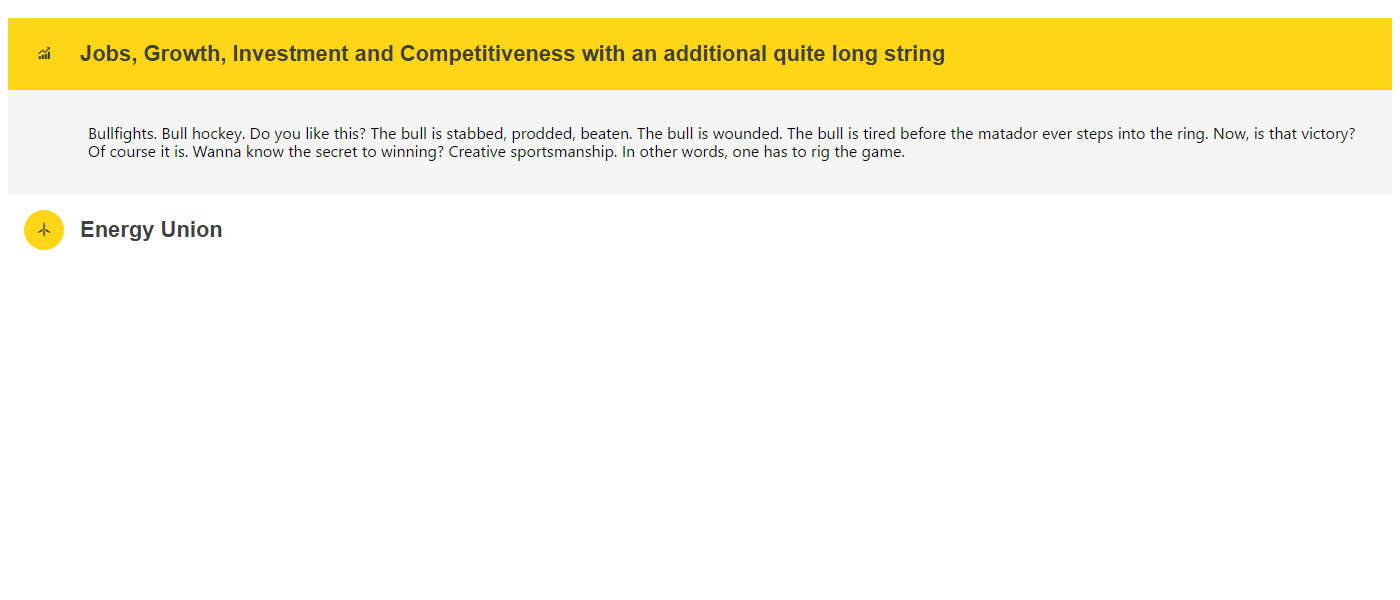 Jobs, Growth, Investment and Competitiveness with an additional quite long string
Bullfights. Bull hockey. Do you like this? The bull is stabbed, prodded, beaten. The bull is wounded. The bull is tired before the matador ever steps into the ring. Now, is that victory?
Of course it is. Wanna know the secret to winning? Creative sportsmanship. In other words, one has to rig the game.
Energy Union